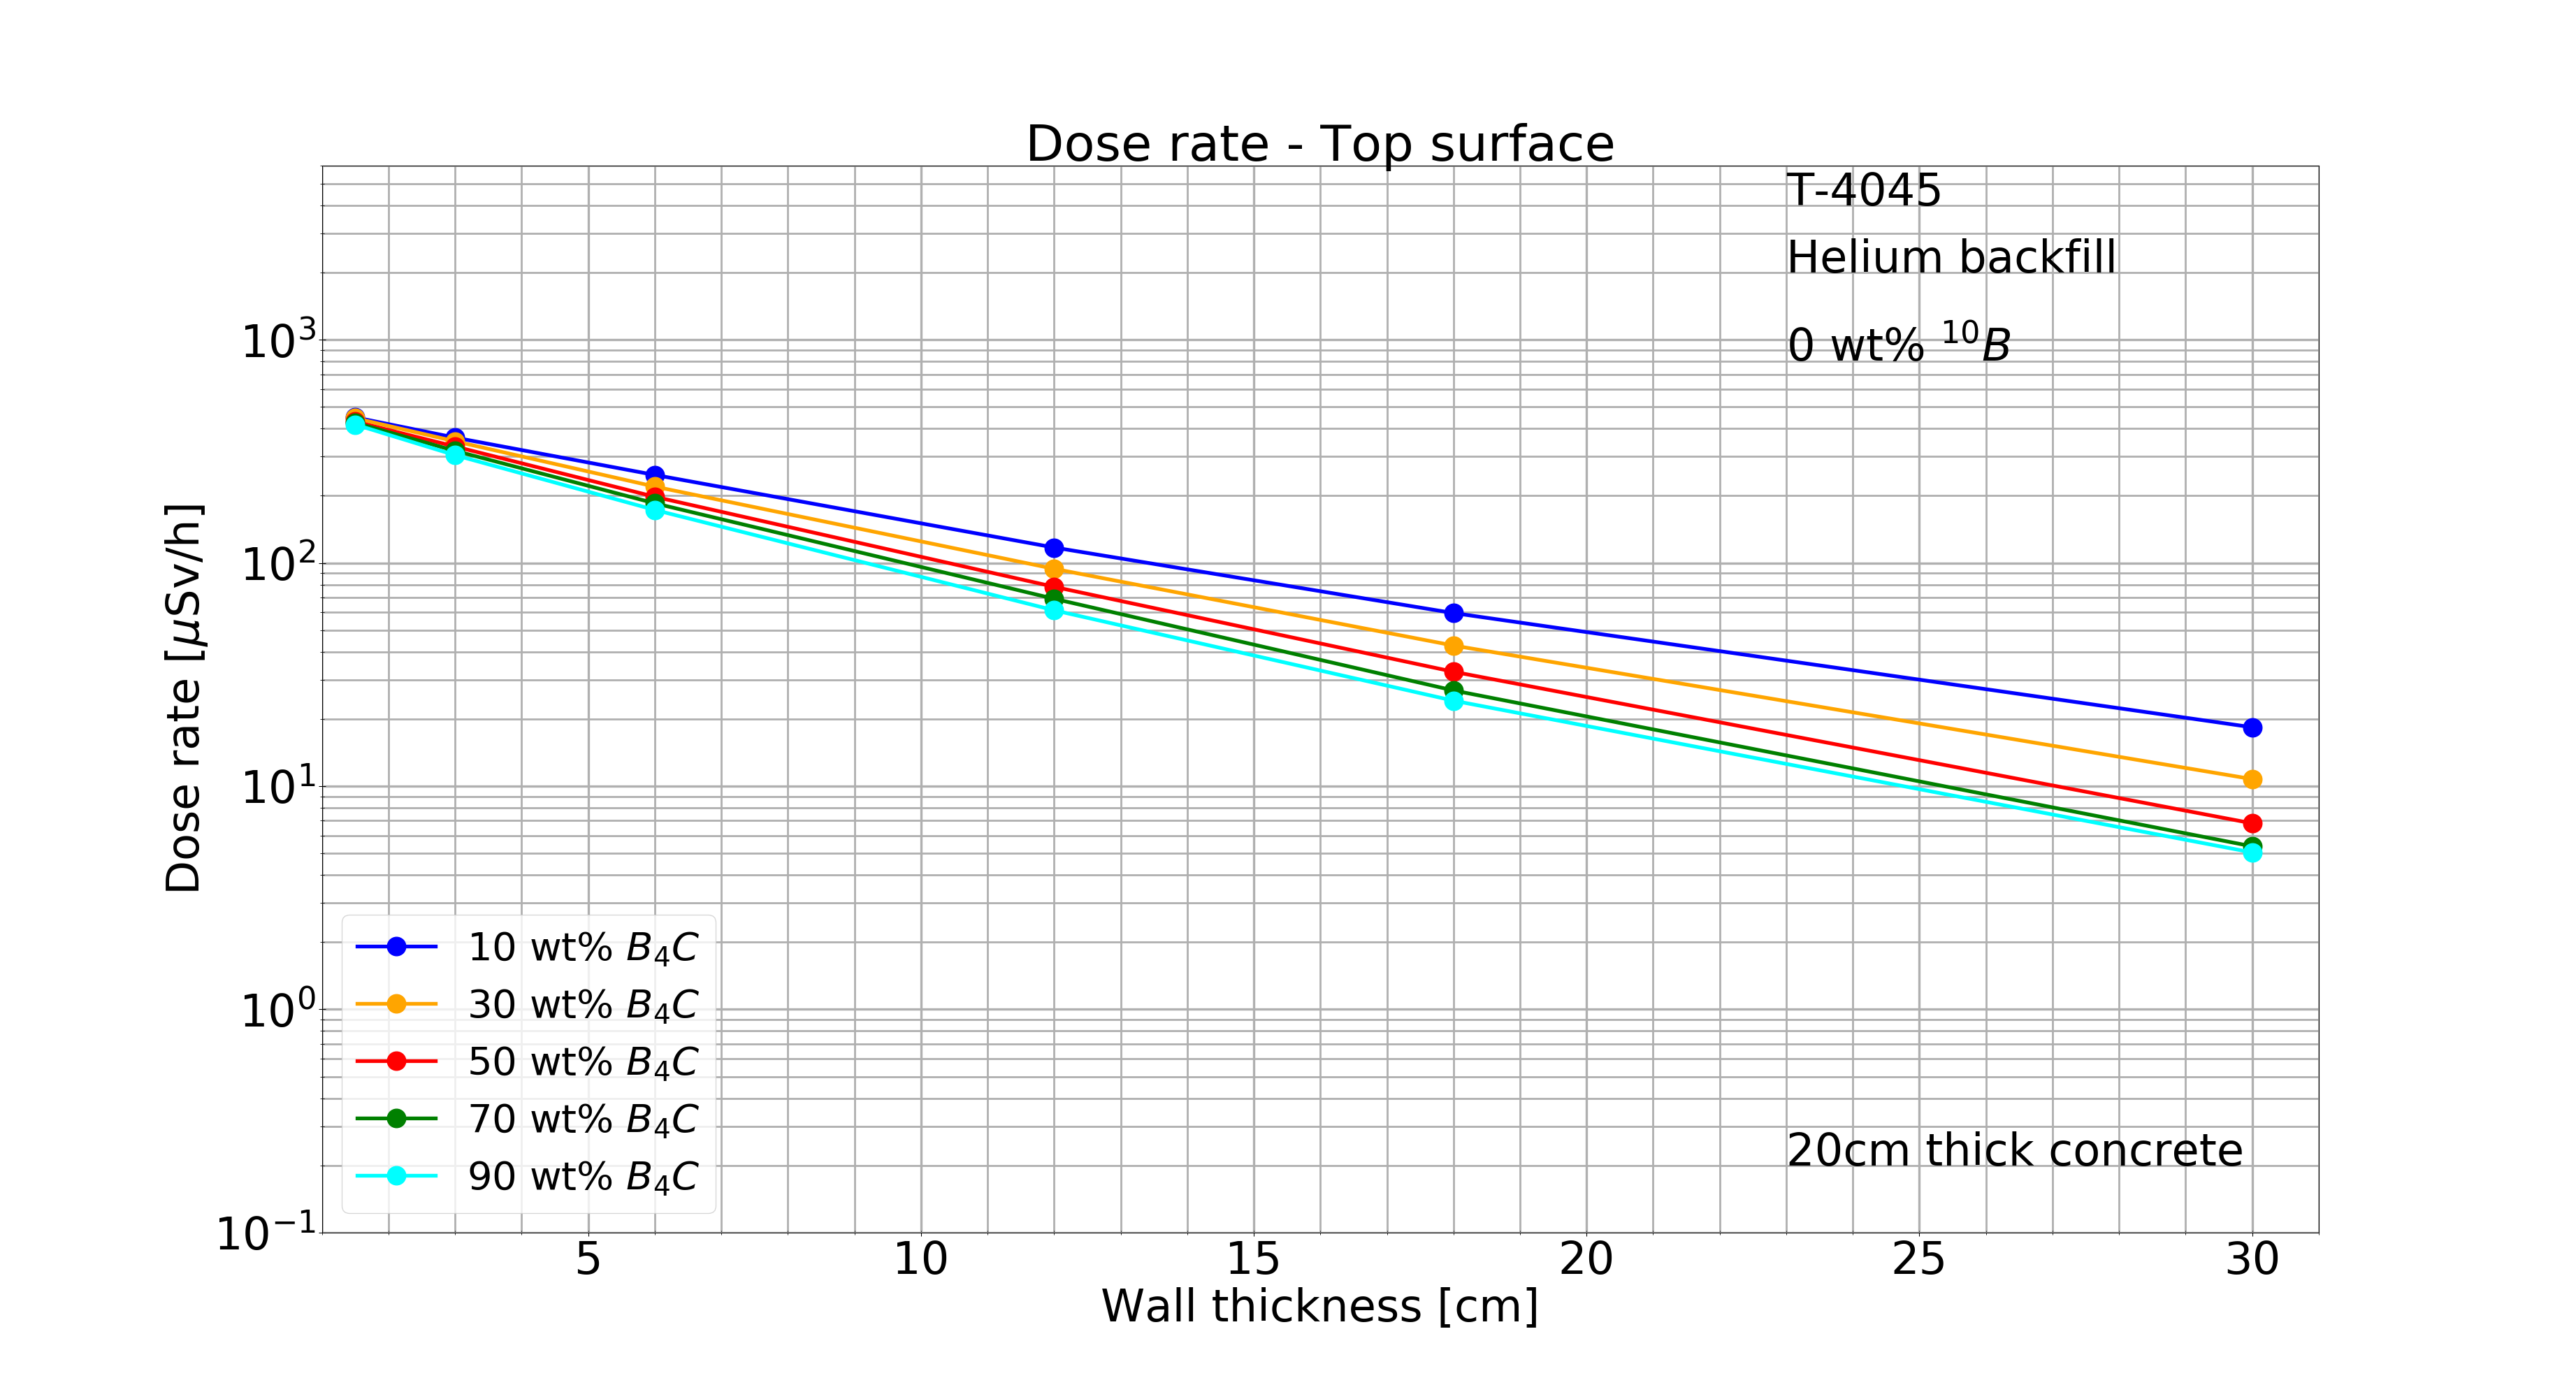 Dose rate - Top surface
T-4045
Helium backfill
0 wt% ¹⁰B
10³
10²
10¹
10⁰
10⁻¹
Dose rate [μSv/h]
10 wt% B₄C
30 wt% B₄C
50 wt% B₄C
70 wt% B₄C
90 wt% B₄C
20cm thick concrete
5 10 15 20 25 30
Wall thickness [cm]